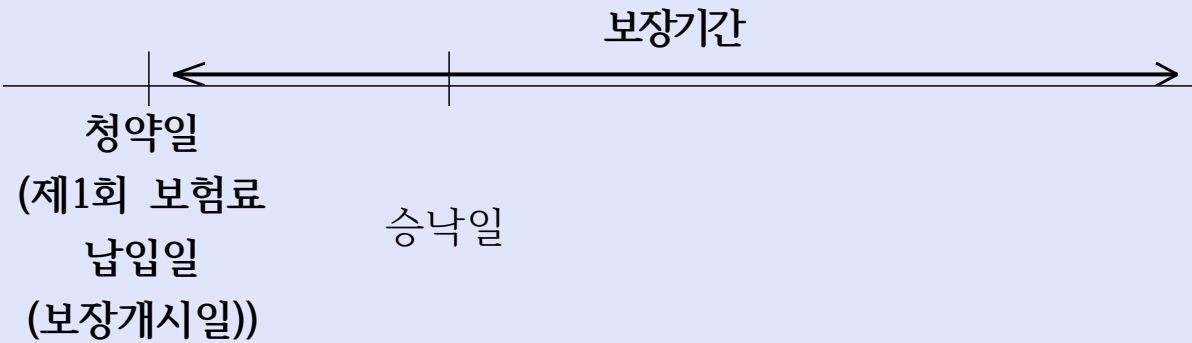 보장기간
청약일
(제1회 보험료
납입일
(보장개시일))
승낙일